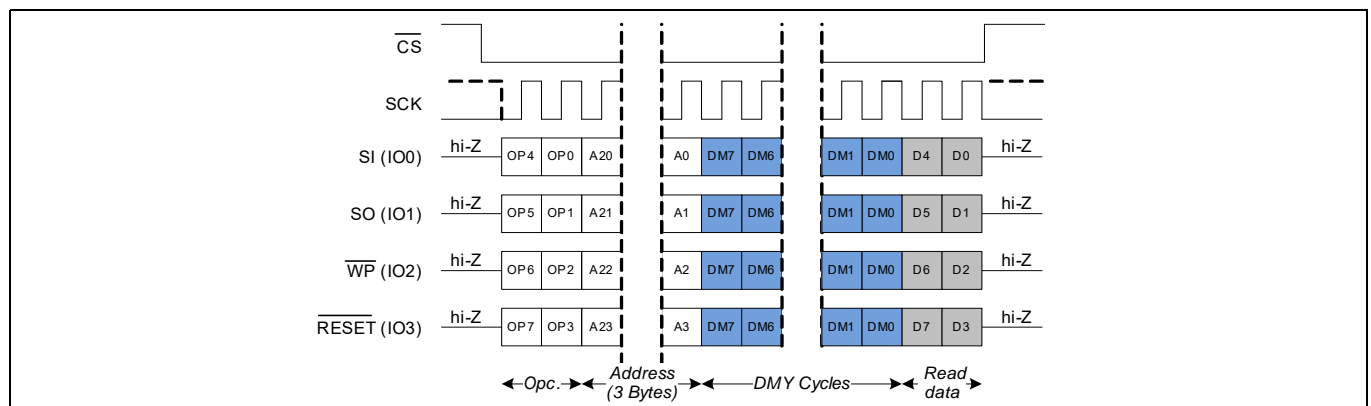 CS
SCK
SI (IO0) hi-Z OP4 OP0 A20 A0 DM7 DM6 DM1 DM0 D4 D0 hi-Z
SO (IO1) hi-Z OP5 OP1 A21 A1 DM7 DM6 DM1 DM0 D5 D1 hi-Z
WP (IO2) hi-Z OP6 OP2 A22 A2 DM7 DM6 DM1 DM0 D6 D2 hi-Z
RESET (IO3) hi-Z OP7 OP3 A23 A3 DM7 DM6 DM1 DM0 D7 D3 hi-Z
Opc. Address DMY Cycles Read
(3 Bytes) data